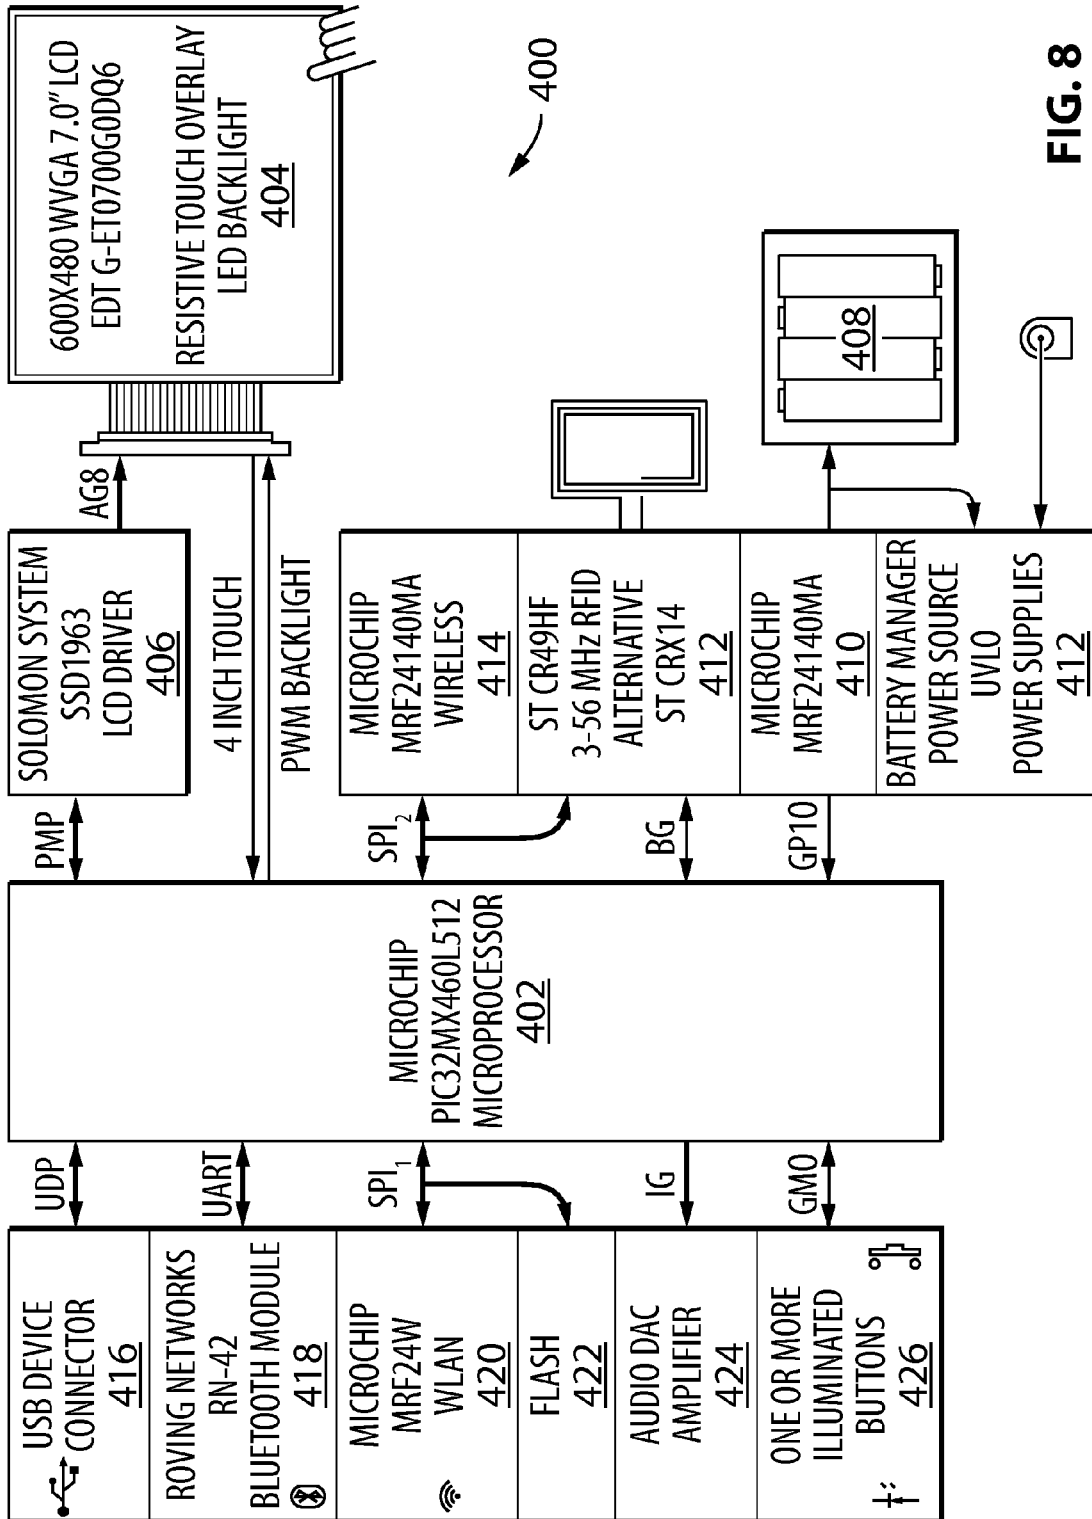 USB DEVICE
CONNECTOR
416
ROVING NETWORKS
RN-42
BLUETOOTH MODULE
418
MICROCHIP
MRF24W
WLAN
420
FLASH
422
AUDIO DAC
AMPLIFIER
424
ONE OR MORE
ILLUMINATED
BUTTONS
426
UDP
UART
SPI1
IG
GMO
MICROCHIP
PIC32MX460L512
MICROPROCESSOR
402
PMP
4 INCH TOUCH
PWM BACKLIGHT
SPI2
BG
GP10
SOLOMON SYSTEM
SSD1963
LCD DRIVER
406
AG8
MICROCHIP
MRF24140MA
WIRELESS
414
ST CR49HF
3-56 MHz RFID
ALTERNATIVE
ST CRX14
412
MICROCHIP
MRF24140MA
410
BATTERY MANAGER
POWER SOURCE
UVLO
POWER SUPPLIES
412
600X480 WVGA 7.0” LCD
EDT G-ET0700G0DQ6
RESISTIVE TOUCH OVERLAY
LED BACKLIGHT
404
408
400
FIG. 8